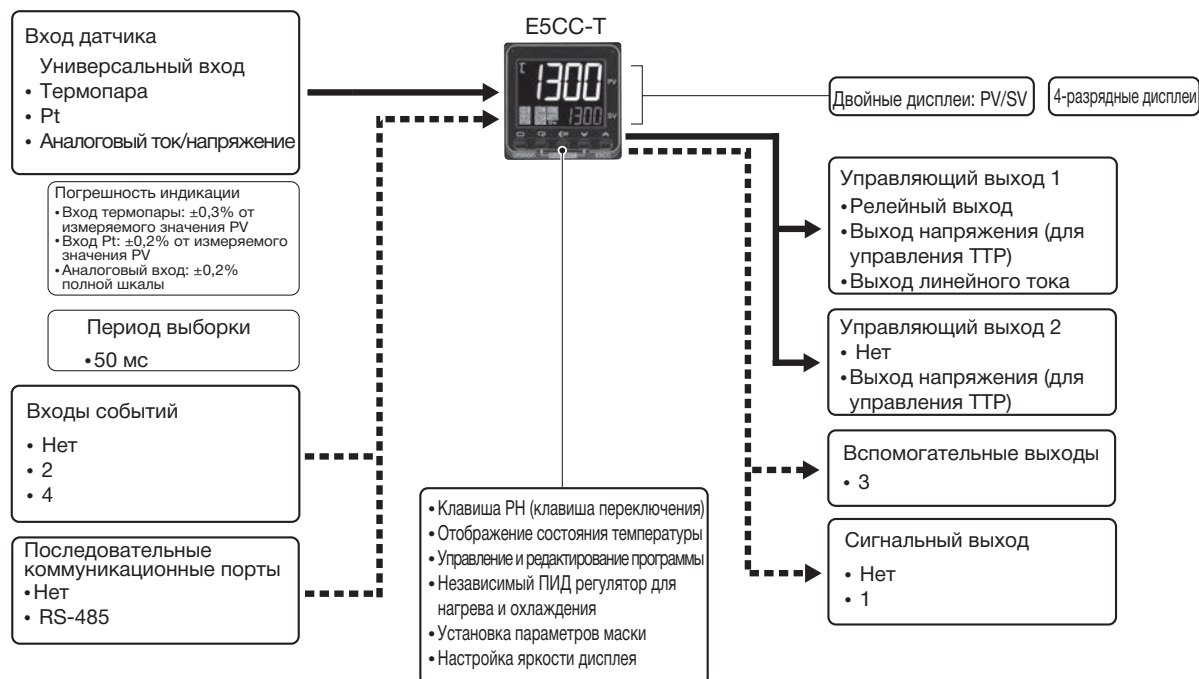 E5CC-T
Вход датчика
Универсальный вход
• Термопара
• Pt
• Аналоговый ток/напряжение
Погрешность индикации
• Вход термопары: ±0,3% от
измеряемого значения PV
• Вход Pt: ±0,2% от измеряемого
значения PV
• Аналоговый вход: ±0,2%
полной шкалы
Период выборки
• 50 мс
Входы событий
• Нет
• 2
• 4
Последовательные
коммуникационные порты
• Нет
• RS-485
1300
PV
1300
SV
E5CC
• Клавиша PH (клавиша переключения)
• Отображение состояния температуры
• Управление и редактирование программы
• Независимый ПИД регулятор для
нагрева и охлаждения
• Установка параметров маски
• Настройка яркости дисплея
Двойные дисплеи: PV/SV
4-разрядные дисплеи
Управляющий выход 1
• Релейный выход
• Выход напряжения (для
управления ТТР)
• Выход линейного тока
Управляющий выход 2
• Нет
• Выход напряжения (для
управления ТТР)
Вспомогательные выходы
• 3
Сигнальный выход
• Нет
• 1